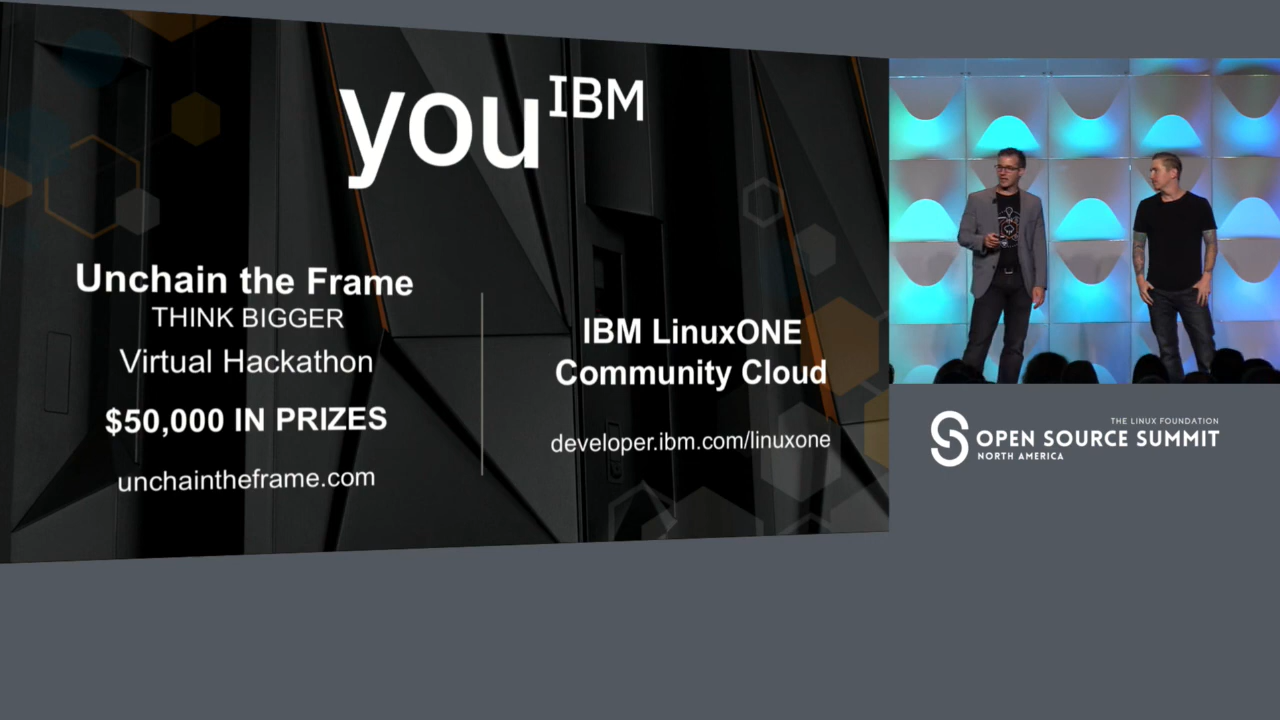 you IBM
Unchain the Frame
THINK BIGGER
Virtual Hackathon
$50,000 IN PRIZES
unchaintheframe.com
IBM LinuxONE
Community Cloud
developer.ibm.com/linuxone
THE LINUX FOUNDATION
OPEN SOURCE SUMMIT
NORTH AMERICA